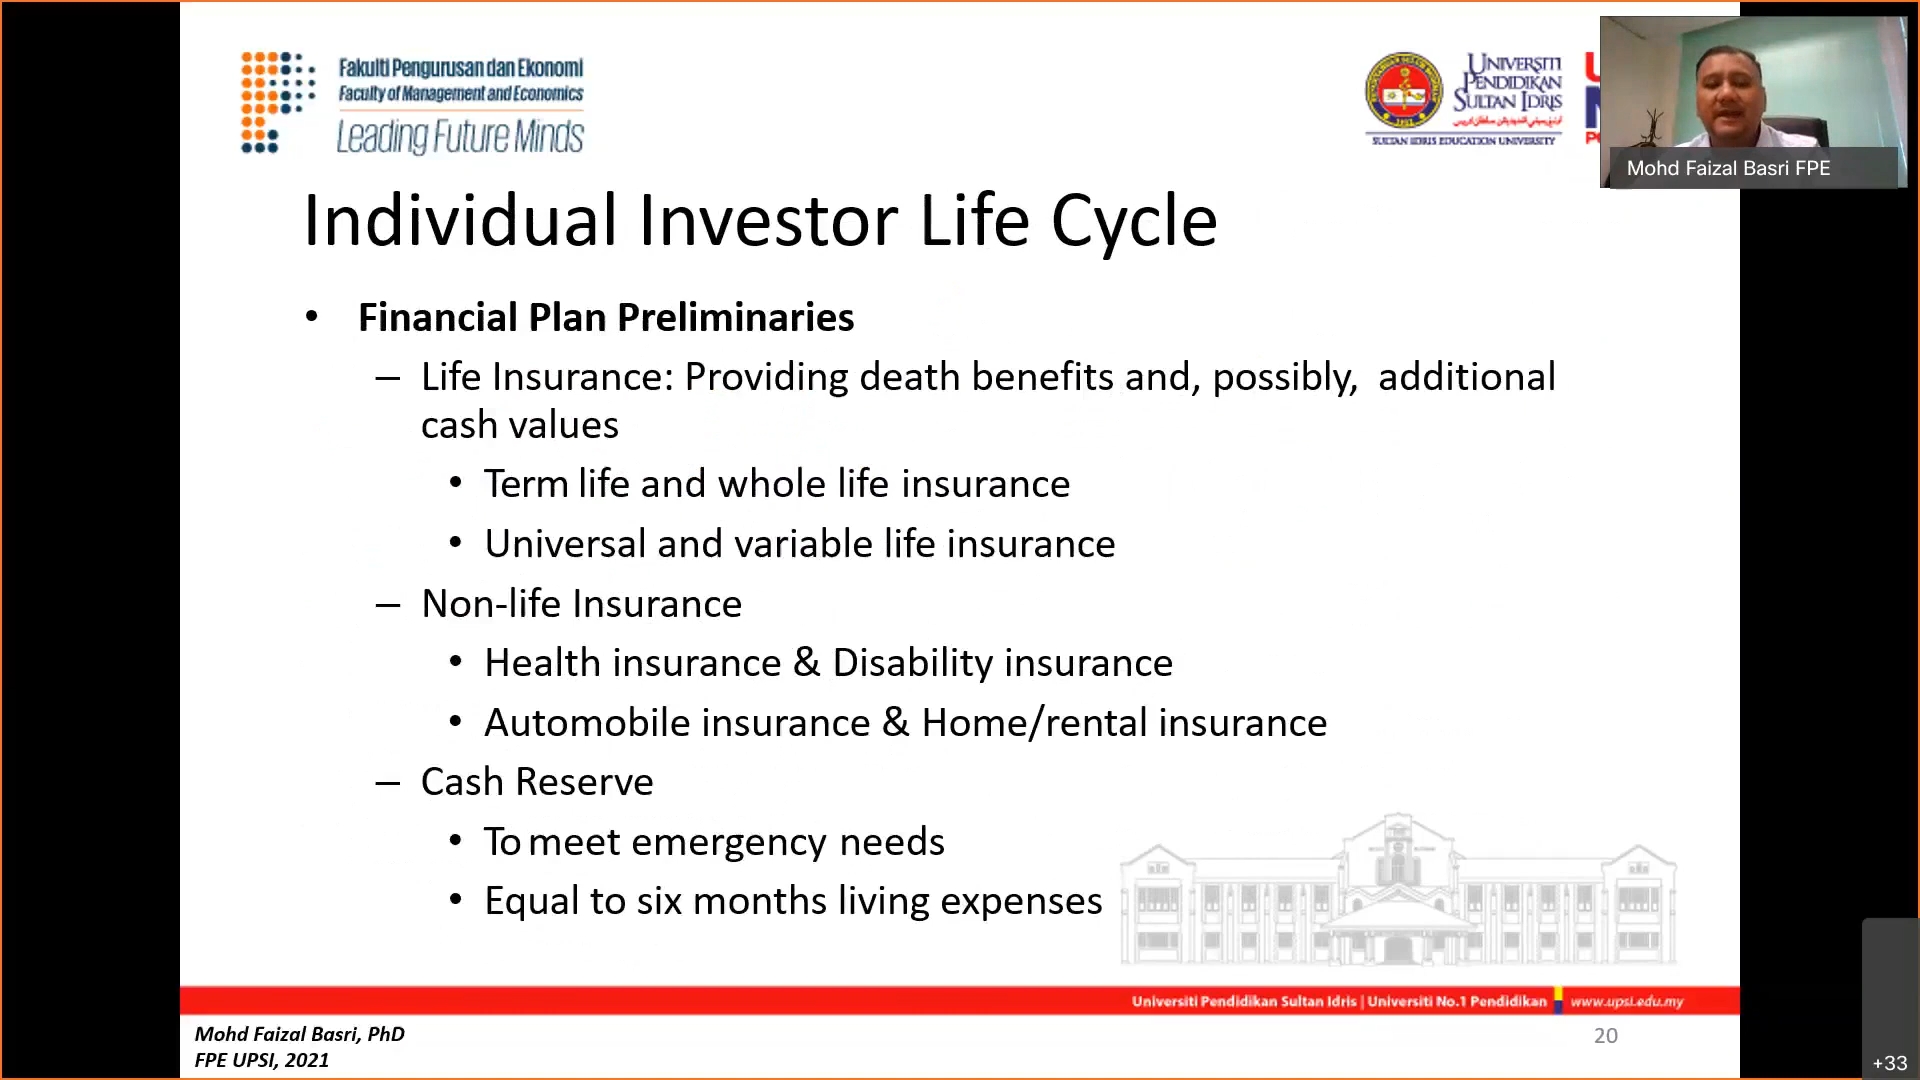 Fakulti Pengurusan dan Ekonomi
Faculty of Management and Economics
Leading Future Minds
UNIVERSITI
PENDIDIKAN
SULTAN IDRIS
SULTAN IDRIS EDUCATION UNIVERSITY
Mohd Faizal Basri FPE
Individual Investor Life Cycle
• Financial Plan Preliminaries
– Life Insurance: Providing death benefits and, possibly, additional
cash values
• Term life and whole life insurance
• Universal and variable life insurance
– Non-life Insurance
• Health insurance & Disability insurance
• Automobile insurance & Home/rental insurance
– Cash Reserve
• To meet emergency needs
• Equal to six months living expenses
Universiti Pendidikan Sultan Idris | Universiti No.1 Pendidikan www.upsi.edu.my
Mohd Faizal Basri, PhD
FPE UPSI, 2021
20
+33